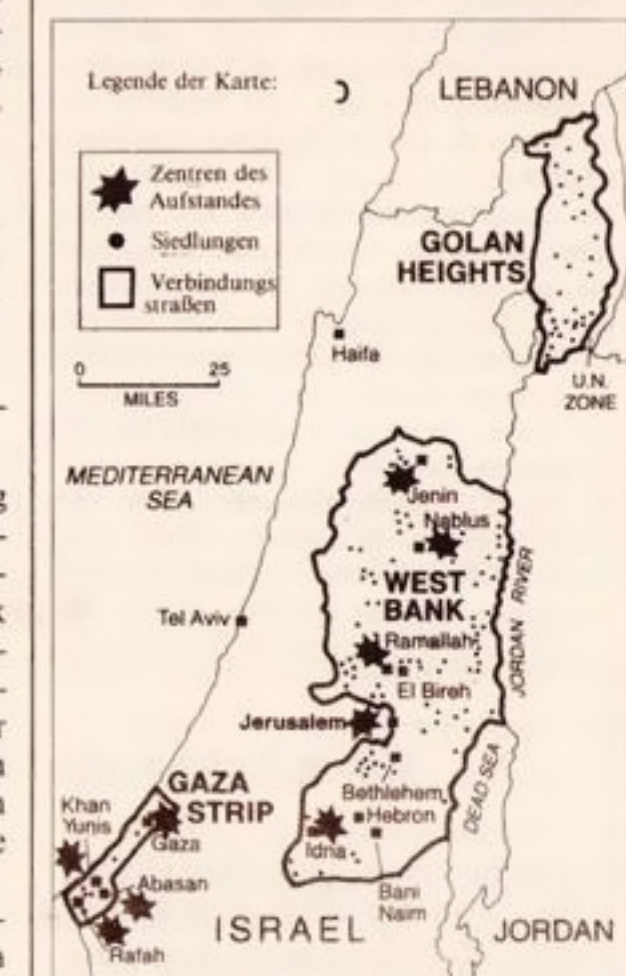 Legende der Karte:
LEBANON
Zentren des
Aufstandes
Siedlungen
Verbindungs
straßen
GOLAN
HEIGHTS
0 25
MILES
Haifa
U.N.
ZONE
MEDITERRANEAN
SEA
Jenin
Nablus
WEST
BANK
JORDAN RIVER
Tel Aviv
Ramallah
El Bireh
Jerusalem
DEAD SEA
GAZA
STRIP
Khan
Yunis
Gaza
Bethlehem
Hebron
Idna
Abasan
Bani
Naim
Rafah
ISRAEL
JORDAN